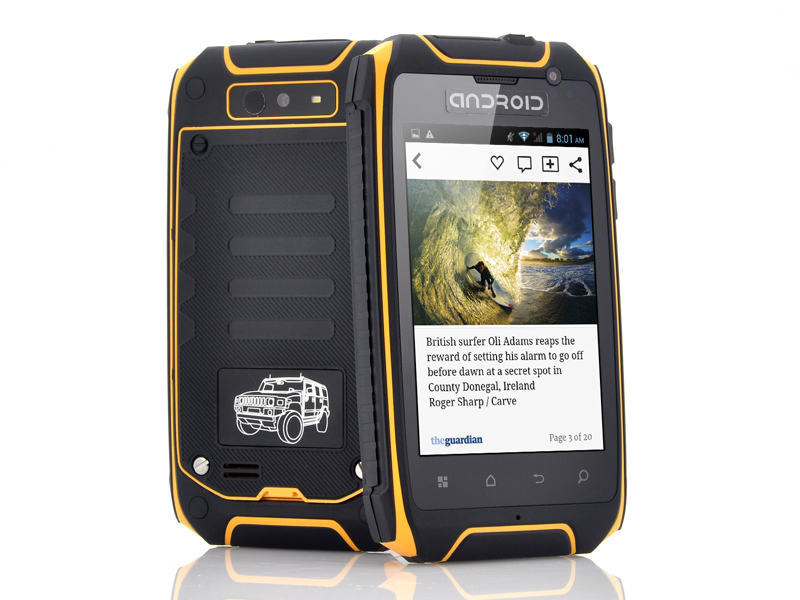 ANDROID
8:01 AM
British surfer Oli Adams reaps the
reward of setting his alarm to go off
before dawn at a secret spot in
County Donegal, Ireland
Roger Sharp / Carve
theguardian
Page 3 of 20